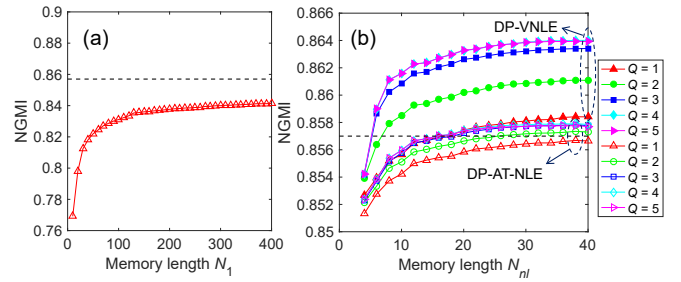 (a)
NGMI
0.9
0.88
0.86
0.84
0.82
0.8
0.78
0.76
0
100
200
300
400
Memory length N1
(b)
NGMI
0.866
0.864
0.862
0.86
0.858
0.856
0.854
0.852
0.85
0
10
20
30
40
Memory length Nnl
DP-VNLE
DP-AT-NLE
Q = 1
Q = 2
Q = 3
Q = 4
Q = 5
Q = 1
Q = 2
Q = 3
Q = 4
Q = 5